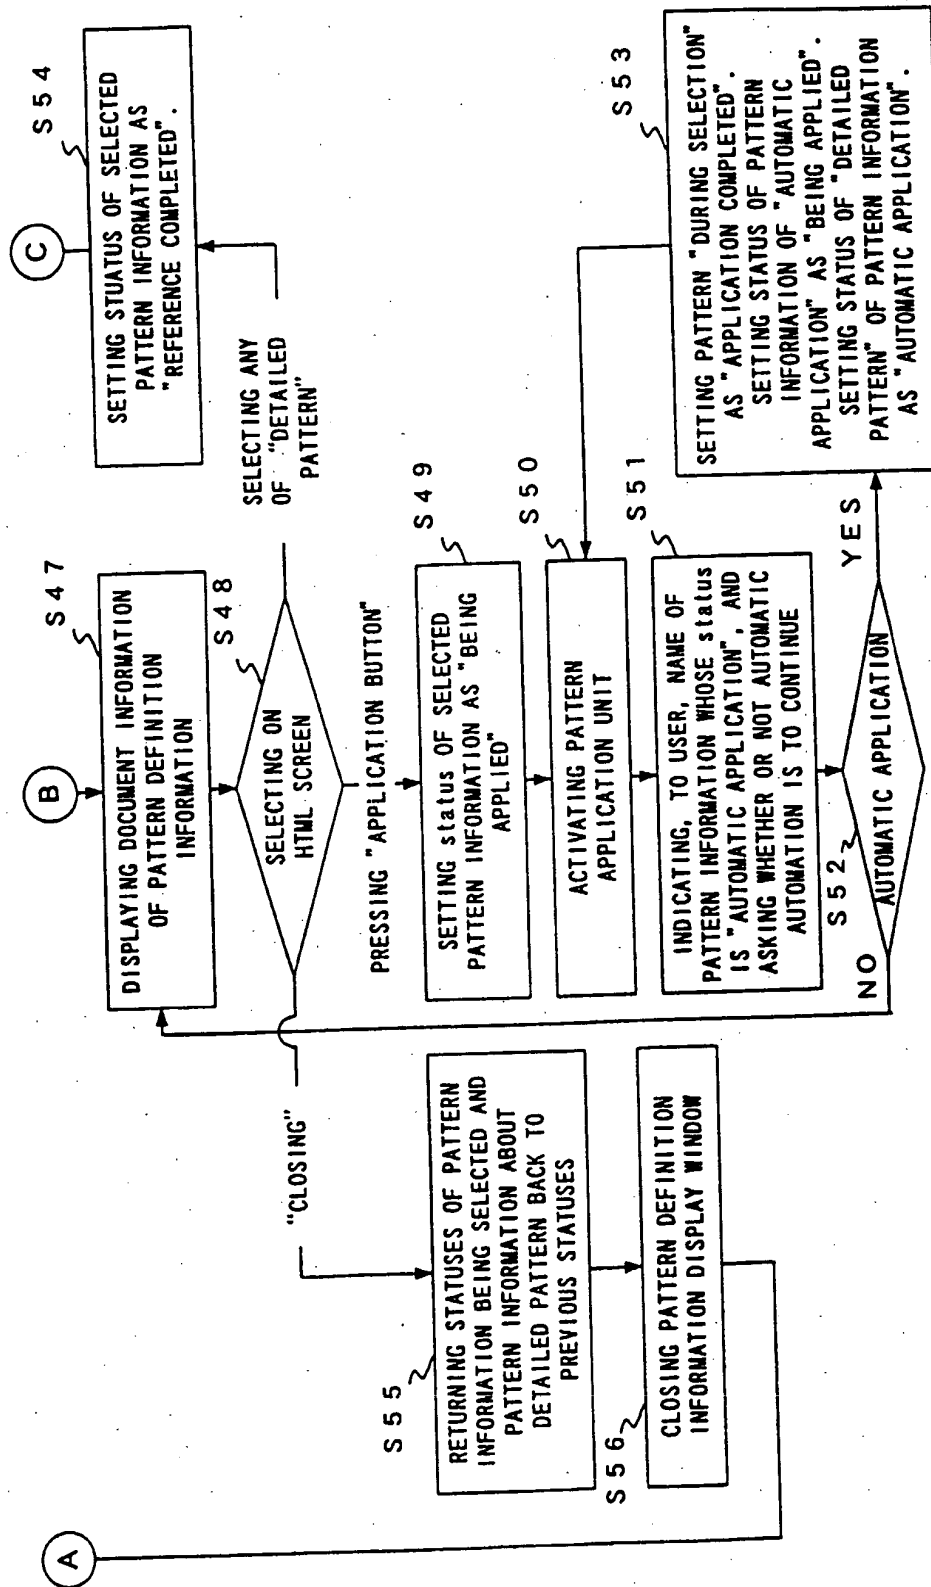 B
S47
DISPLAYING DOCUMENT INFORMATION
OF PATTERN DEFINITION
INFORMATION
S48
SELECTING ON
HTML SCREEN
SELECTING ANY
OF "DETAILED
PATTERN"
C
S54
SETTING STUATUS OF SELECTED
PATTERN INFORMATION AS
"REFERENCE COMPLETED".
PRESSING "APPLICATION BUTTON"
S49
SETTING status OF SELECTED
PATTERN INFORMATION AS "BEING
APPLIED"
S50
ACTIVATING PATTERN
APPLICATION UNIT
S51
INDICATING, TO USER, NAME OF
PATTERN INFORMATION WHOSE status
IS "AUTOMATIC APPLICATION", AND
ASKING WHETHER OR NOT AUTOMATIC
AUTOMATION IS TO CONTINUE
S52
AUTOMATIC APPLICATION
NO
YES
S53
SETTING PATTERN "DURING SELECTION"
AS "APPLICATION COMPLETED".
SETTING STATUS OF PATTERN
INFORMATION OF "AUTOMATIC
APPLICATION" AS "BEING APPLIED".
SETTING STATUS OF "DETAILED
PATTERN" OF PATTERN INFORMATION
AS "AUTOMATIC APPLICATION".
"CLOSING"
S55
RETURNING STATUSES OF PATTERN
INFORMATION BEING SELECTED AND
PATTERN INFORMATION ABOUT
DETAILED PATTERN BACK TO
PREVIOUS STATUSES
S56
CLOSING PATTERN DEFINITION
INFORMATION DISPLAY WINDOW
A